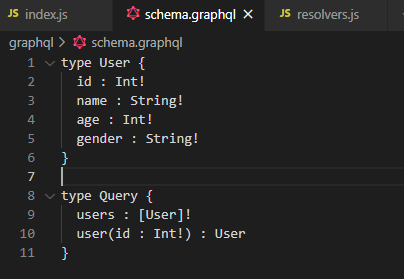 JS index.js schema.graphql × JS resolvers.js
graphql > schema.graphql
1 type User {
2 id : Int!
3 name : String!
4 age : Int!
5 gender : String!
6 }
7
8 type Query {
9 users : [User]!
10 user(id : Int!) : User
11 }